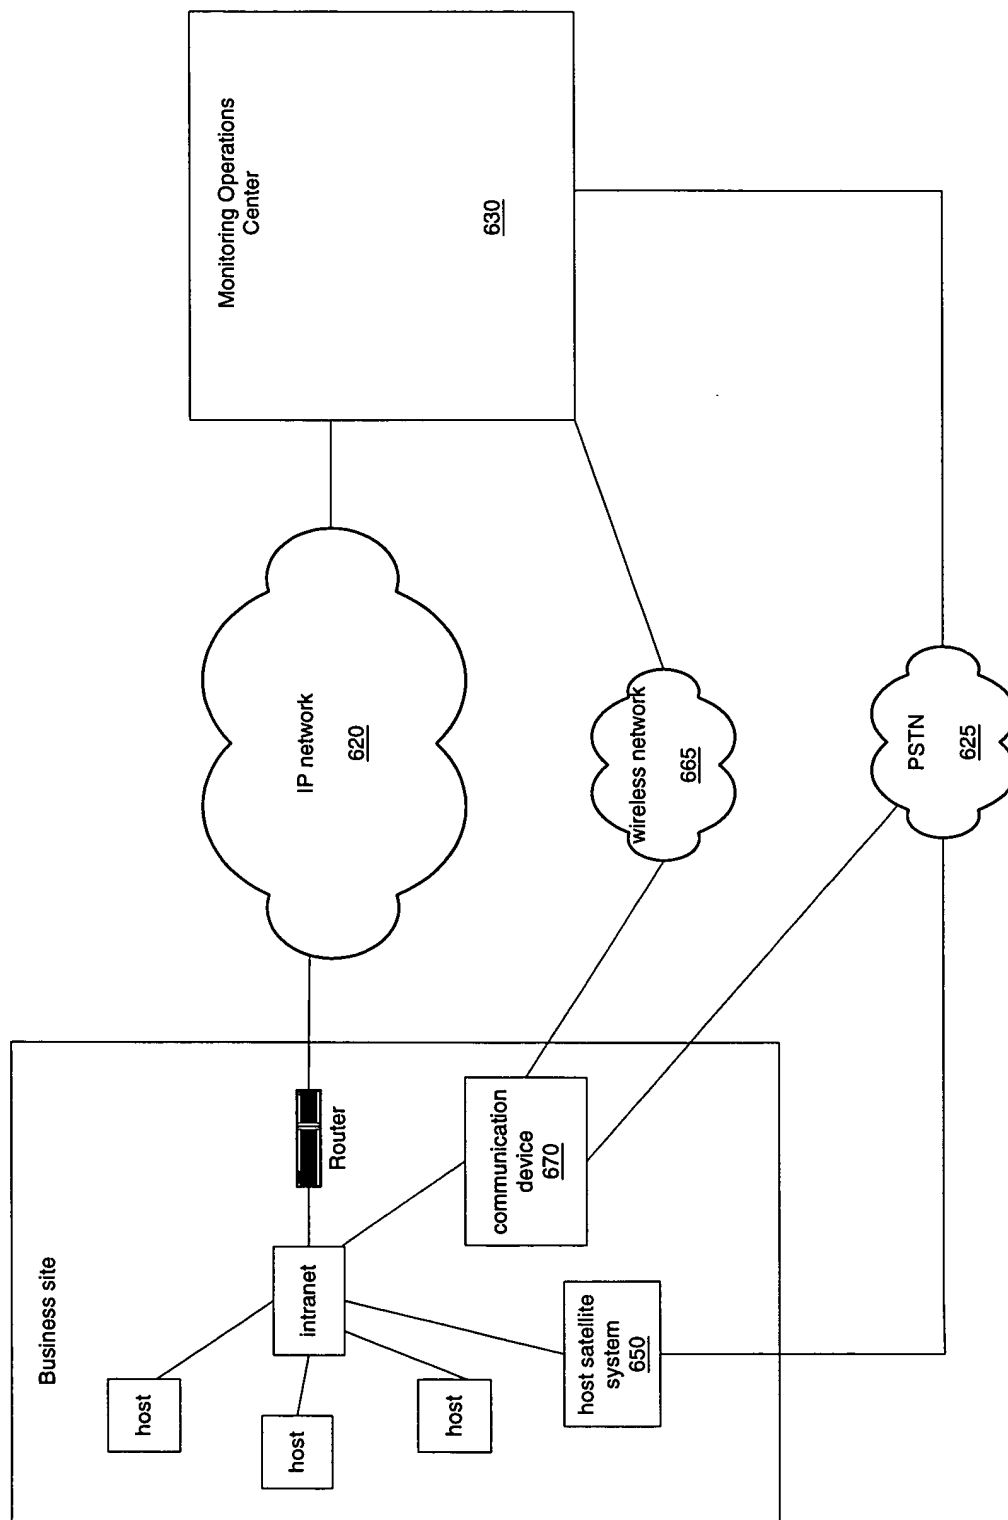 Business site
host
host
host
intranet
Router
host satellite
system
650
communication
device
670
IP network
620
wireless network
665
PSTN
625
Monitoring Operations
Center
630